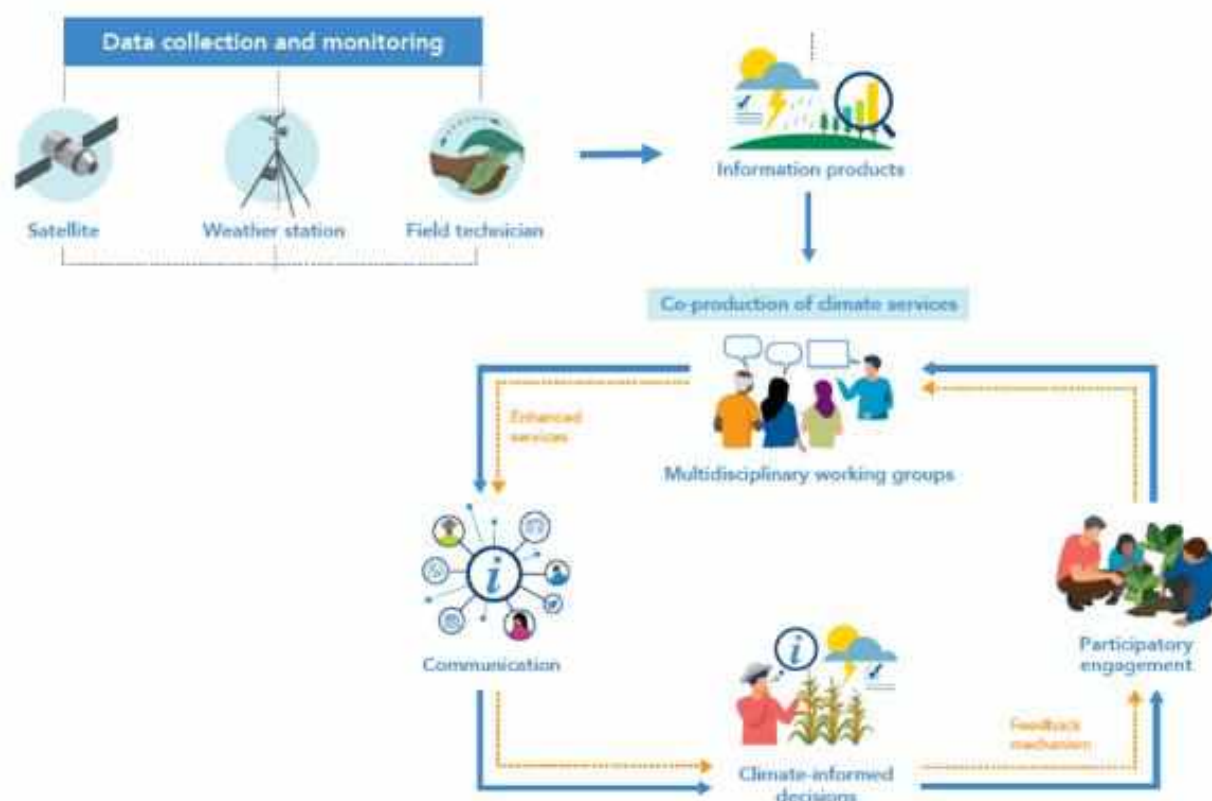 Data collection and monitoring
Satellite
Weather station
Field technician
Information products
Co-production of climate services
Enhanced
services
Multidisciplinary working groups
Communication
Participatory
engagement
Feedback
mechanism
Climate-informed
decisions